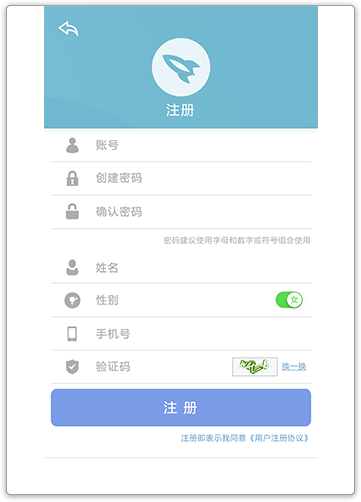 注册
账号
创建密码
确认密码
密码建议使用字母和数字或符号组合使用
姓名
性别 女
手机号
验证码 换一换
注 册
注册即表示我同意《用户注册协议》